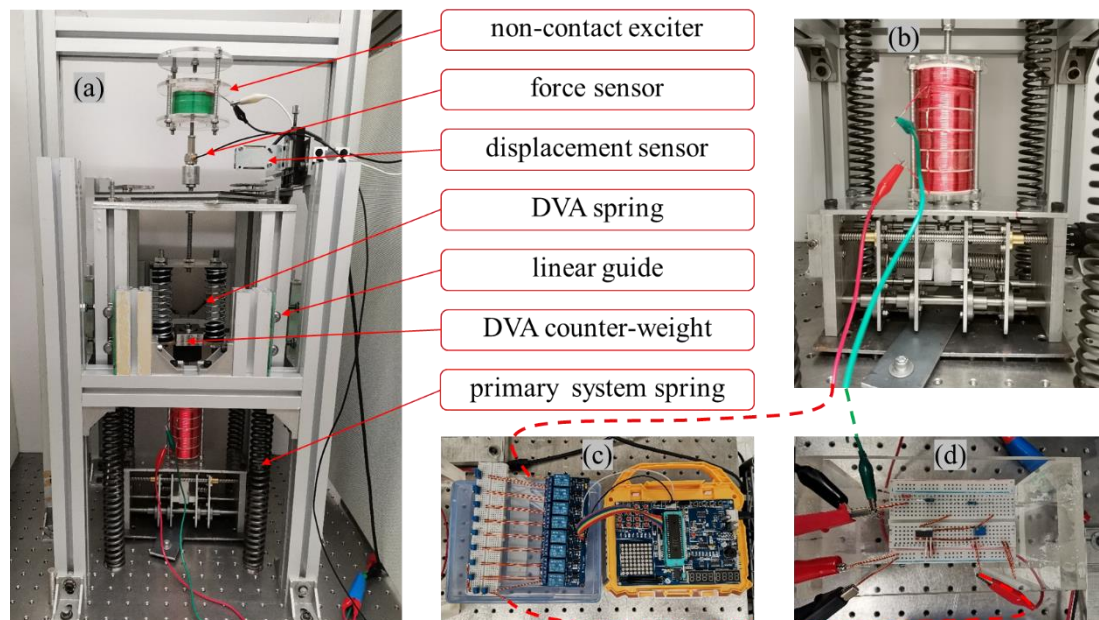 (a)
non-contact exciter
force sensor
displacement sensor
DVA spring
linear guide
DVA counter-weight
primary system spring
(b)
(c)
(d)